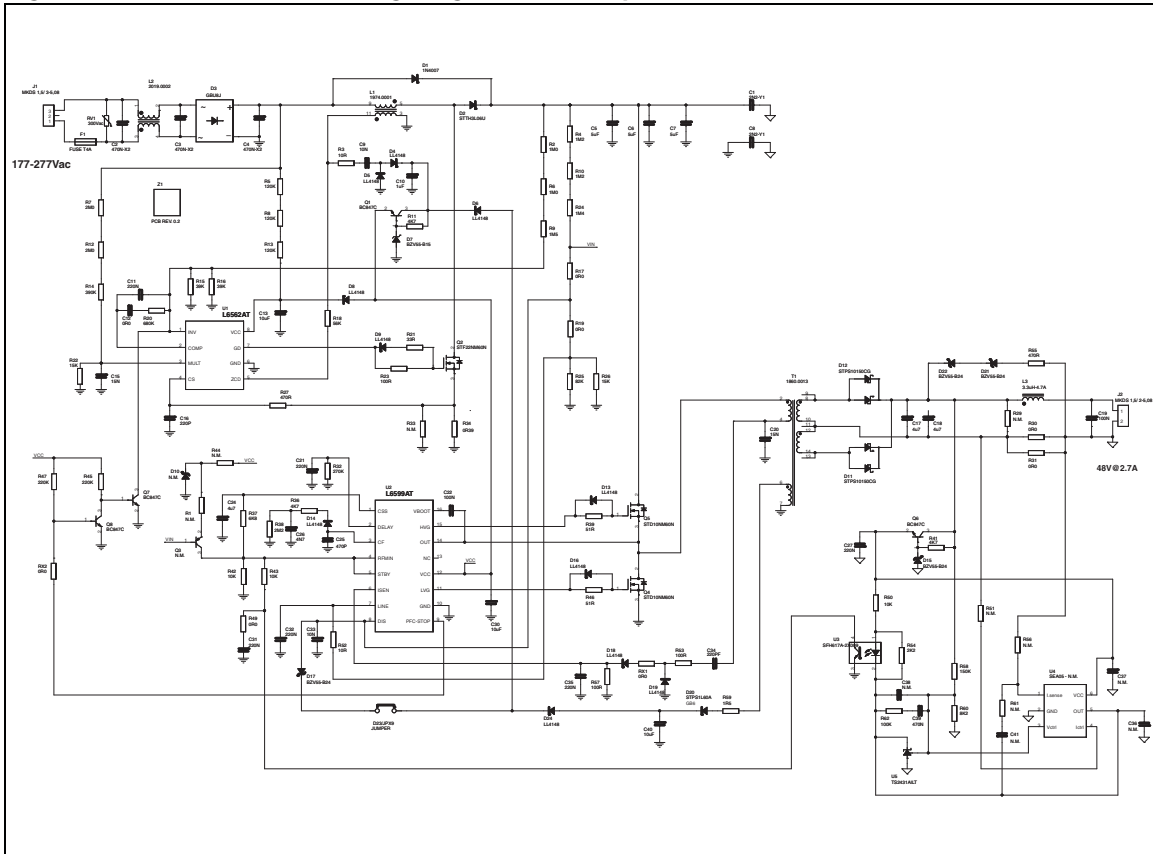 J1
MKDS 1,5/ 3-5,08
L2
2019.0002
D3
GBU8J
D1
1N4007
L1
1974.0001
D2
STTH3L06U
C1
2N2-Y1
C8
2N2-Y1
RV1
300Vac
F1
FUSE T4A
C2
470N-X2
C3
470N-X2
C4
470N-X2
C5
5uF
C6
5uF
C7
5uF
177-277Vac
Z1
PCB REV. 0.2
R3
10R
C9
10N
D4
LL4148
D5
LL4148
C10
1uF
Q1
BC847C
R11
4K7
D6
LL4148
D7
BZV55-B15
R2
1M0
R6
1M0
R9
1M5
R4
1M2
R10
1M2
R24
1M4
VIN
R17
0R0
R19
0R0
R25
R26
15K
R5
120K
R8
120K
R13
120K
R7
2M0
R12
2M0
R14
390K
C11
220N
C12
0R0
R20
680K
R15
39K
R16
39K
U1
L6562AT
INV
COMP
MULT
CS
VCC
GD
GND
ZCD
C13
10uF
D8
LL4148
R18
D9
LL4148
R21
33R
R23
100R
Q2
STF22NM60N
R22
15K
C15
15N
C16
220P
R27
470R
R33
N.M.
R34
0R39
T1
1860.0013
D12
STPS10150CG
D11
STPS10150CG
D22
BZV55-B24
D21
BZV55-B24
R55
470R
L3
3.3uH-4.7A
J2
MKDS 1,5/ 2-5,08
C17
4u7
C18
4u7
R29
N.M.
R30
0R0
R31
0R0
C19
100N
48V@2.7A
C20
15N
VCC
R47
220K
R45
220K
Q7
BC847C
Q8
BC847C
RX2
0R0
D10
N.M.
R44
N.M.
VCC
R1
N.M.
VIN
Q3
N.M.
C24
4u7
R37
R42
10K
R43
10K
R49
0R0
C31
220N
C21
220N
R32
270K
R36
4K7
R38
2M2
D14
LL4148
C26
4N7
C25
470P
U2
L6599AT
CSS
DELAY
CF
RFMIN
STBY
ISEN
LINE
DIS
VBOOT
HVG
OUT
NC
VCC
LVG
GND
PFC-STOP
C22
100N
VCC
C30
10uF
D13
LL4148
R39
51R
Q5
STD10NM60N
D16
LL4148
R46
51R
Q4
STD10NM60N
C32
220N
C33
10N
R52
10R
D17
BZV55-B24
D23UPX9
JUMPER
D18
LL4148
RX1
0R0
R53
100R
C34
220PF
C35
220N
R57
100R
D19
LL4148
D20
STPS1L60A
R59
1R5
D24
LL4148
C40
10uF
Q6
BC847C
C27
220N
R41
4K7
D15
BZV55-B24
R50
10K
R51
N.M.
U3
R54
2K2
R58
150K
R56
N.M.
U4
SEA05 - N.M.
I.sense
VCC
GND
OUT
Vctrl
Ictrl
C37
N.M.
C38
N.M.
R62
100K
C39
470N
R60
R61
N.M.
C41
N.M.
C36
N.M.
U5
TS2431AILT